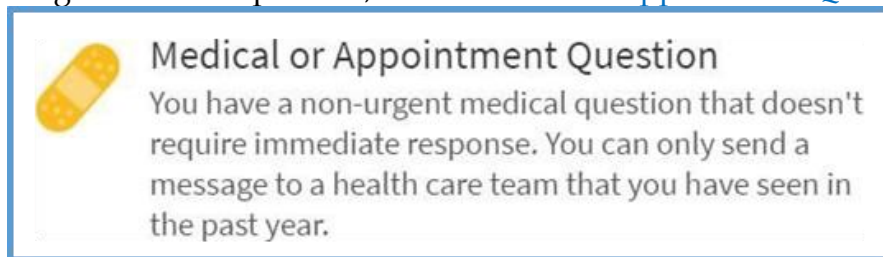 Medical or Appointment Question
You have a non-urgent medical question that doesn't
require immediate response. You can only send a
message to a health care team that you have seen in
the past year.